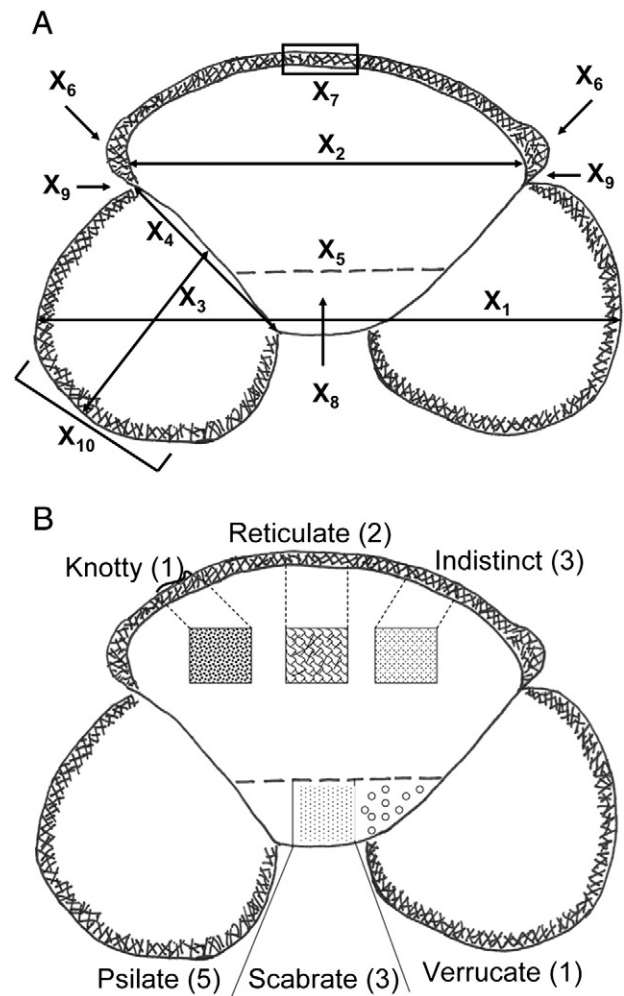 A
X6
X6
X7
X2
X9
X9
X4
X5
X3
X1
X8
X10
B
Reticulate (2)
Knotty (1)
Indistinct (3)
Psilate (5)
Scabrate (3)
Verrucate (1)